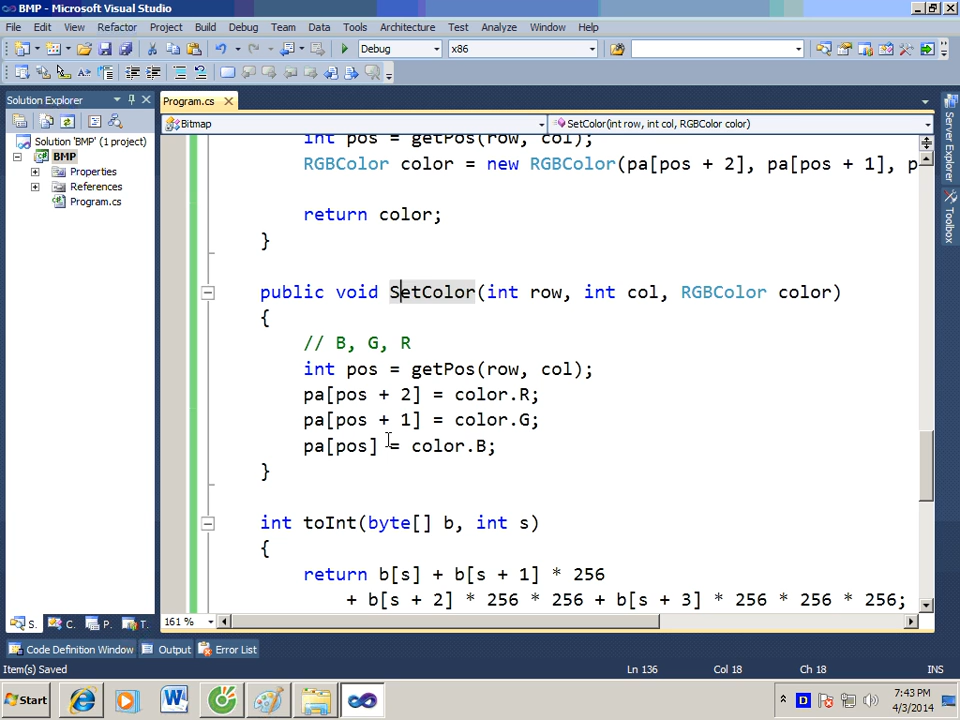 BMP - Microsoft Visual Studio
File Edit View Refactor Project Build Debug Team Data Tools Architecture Test Analyze Window Help
Debug x86
Solution Explorer
Program.cs
Bitmap
SetColor(int row, int col, RGBColor color)
Solution 'BMP' (1 project)
BMP
Properties
References
Program.cs
int pos = getPos(row, col);
RGBColor color = new RGBColor(pa[pos + 2], pa[pos + 1], p
return color;
}
public void SetColor(int row, int col, RGBColor color)
{
// B, G, R
int pos = getPos(row, col);
pa[pos + 2] = color.R;
pa[pos + 1] = color.G;
pa[pos] = color.B;
}
int toInt(byte[] b, int s)
{
return b[s] + b[s + 1] * 256
+ b[s + 2] * 256 * 256 + b[s + 3] * 256 * 256 * 256;
Server Explorer
Toolbox
S. C. P. T.
161 %
Code Definition Window Output Error List
Item(s) Saved Ln 136 Col 18 Ch 18 INS
Start
D
7:43 PM
4/3/2014